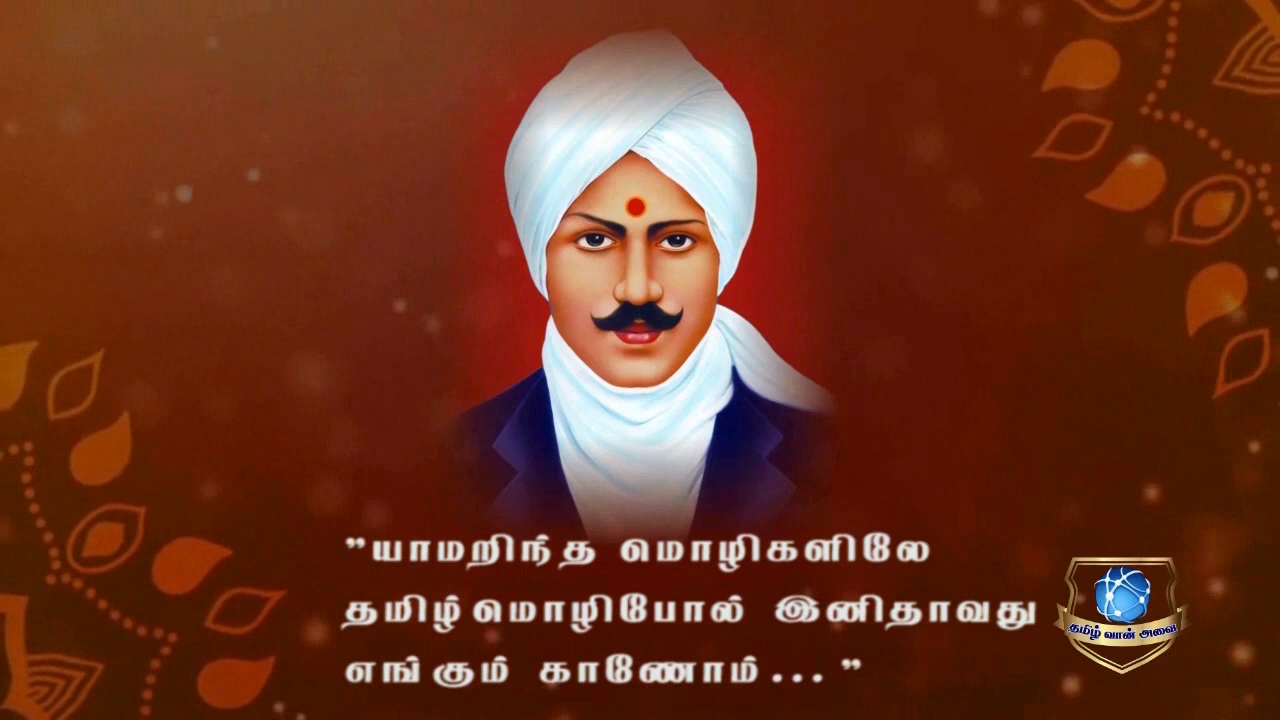 "யாமறிந்த மொழிகளிலே
தமிழ்மொழிபோல் இனிதாவது
எங்கும் காணோம்..."
தமிழ் வான் அவை